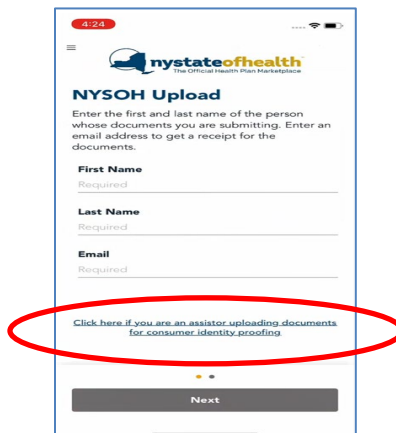 4:24
nystateofhealth
The Official Health Plan Marketplace
NYSOH Upload
Enter the first and last name of the person
whose documents you are submitting. Enter an
email address to get a receipt for the
documents.
First Name
Required
Last Name
Required
Email
Required
Click here if you are an assistor uploading documents
for consumer identity proofing
Next